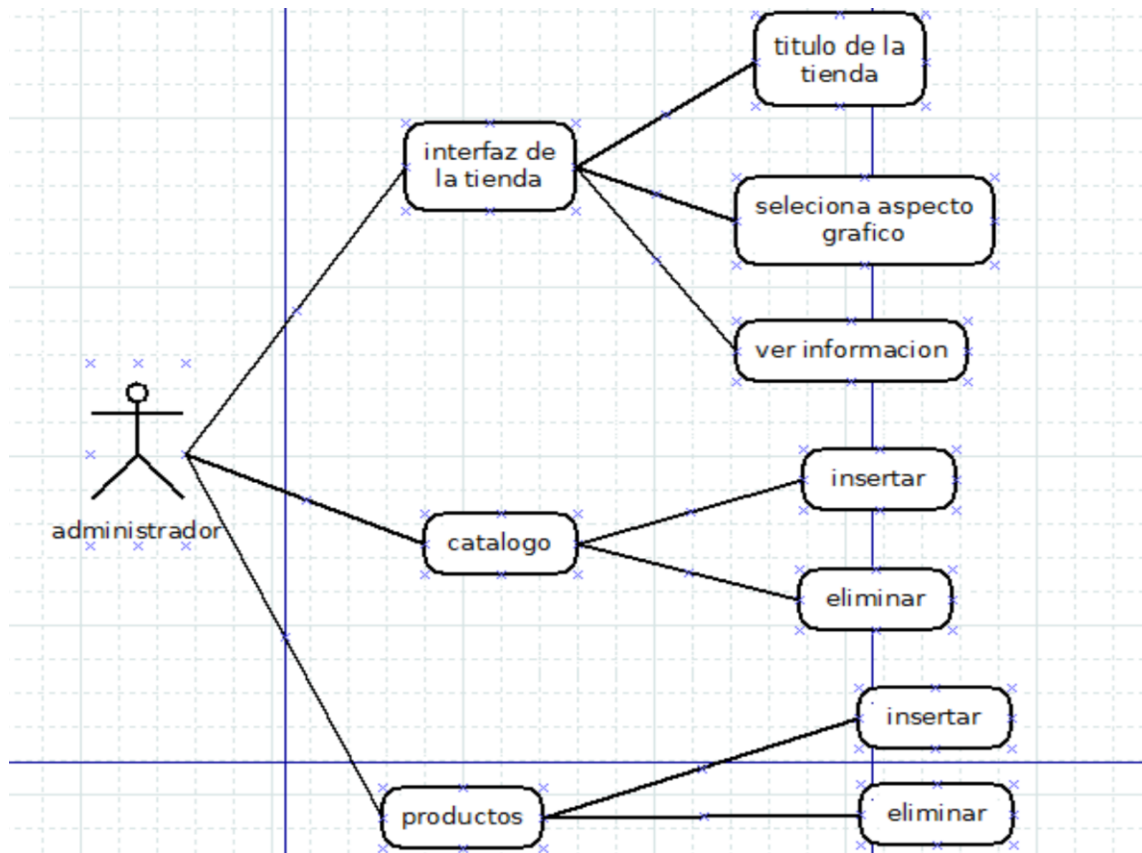 titulo de la
tienda
interfaz de
la tienda
seleciona aspecto
grafico
ver informacion
administrador
catalogo
insertar
eliminar
productos
insertar
eliminar